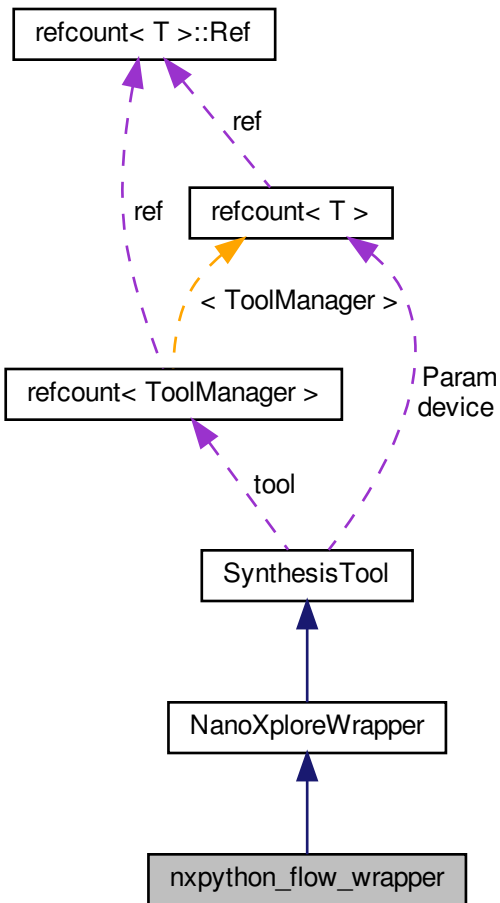 refcount< T >::Ref
ref
ref
refcount< T >
< ToolManager >
refcount< ToolManager >
Param
device
tool
SynthesisTool
NanoXploreWrapper
nxpython_flow_wrapper